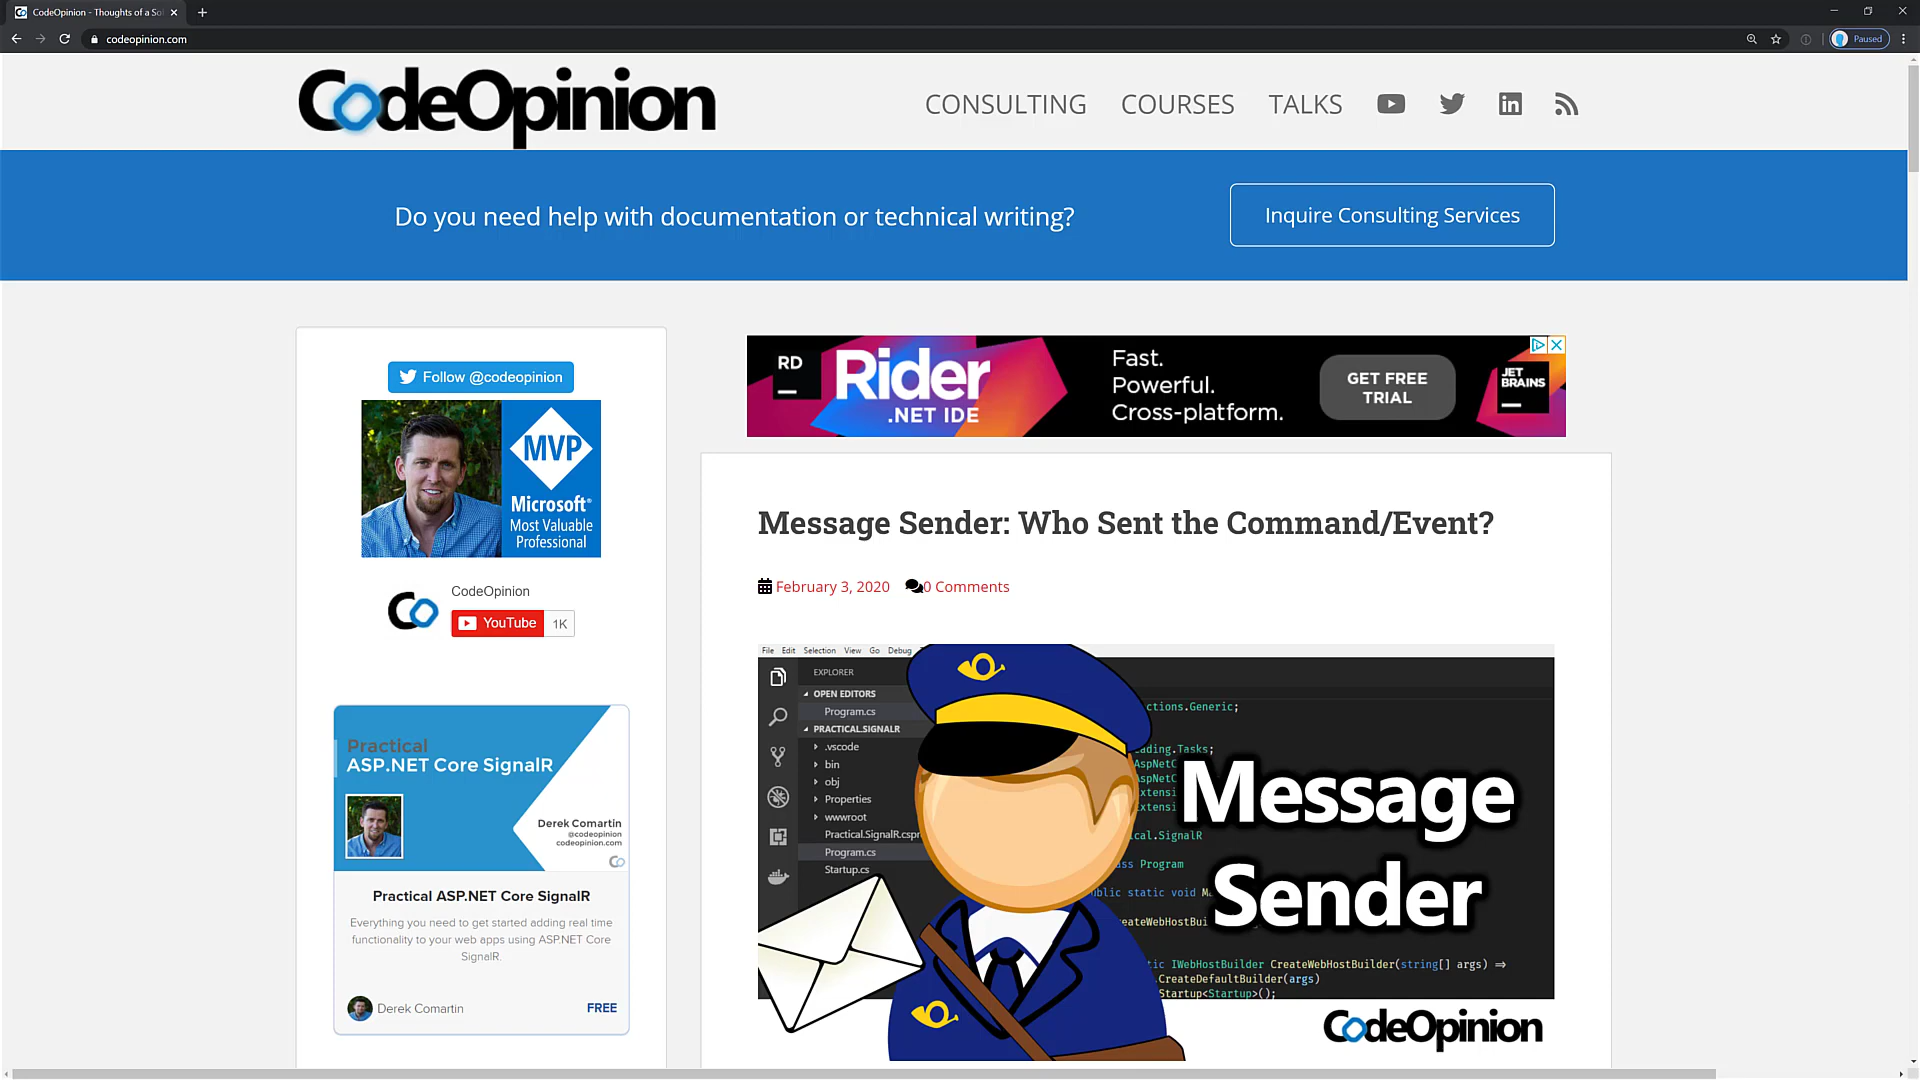 CodeOpinion - Thoughts of a So
codeopinion.com
Paused
CodeOpinion
CONSULTING
COURSES
TALKS
Do you need help with documentation or technical writing?
Inquire Consulting Services
Follow @codeopinion
MVP
Microsoft®
Most Valuable
Professional
CodeOpinion
YouTube
1K
Practical
ASP.NET Core SignalR
Derek Comartin
@codeopinion
codeopinion.com
Practical ASP.NET Core SignalR
Everything you need to get started adding real time
functionality to your web apps using ASP.NET Core
SignalR.
Derek Comartin
FREE
RD
Rider
.NET IDE
Fast.
Powerful.
Cross-platform.
GET FREE
TRIAL
JET
BRAINS
Message Sender: Who Sent the Command/Event?
February 3, 2020
0 Comments
File Edit Selection View Go Debug
EXPLORER
OPEN EDITORS
Program.cs
PRACTICAL.SIGNALR
.vscode
bin
obj
Properties
wwwroot
Practical.SignalR.cspr
Program.cs
Startup.cs
ctions.Generic;
ading.Tasks;
AspNetC
AspNetC
xtensi
xtensi
cal.SignalR
ass Program
ublic static void M
reateWebHostBui
tic IWebHostBuilder CreateWebHostBuilder(string[] args) =>
CreateDefaultBuilder(args)
Startup<Startup>();
Message
Sender
CodeOpinion